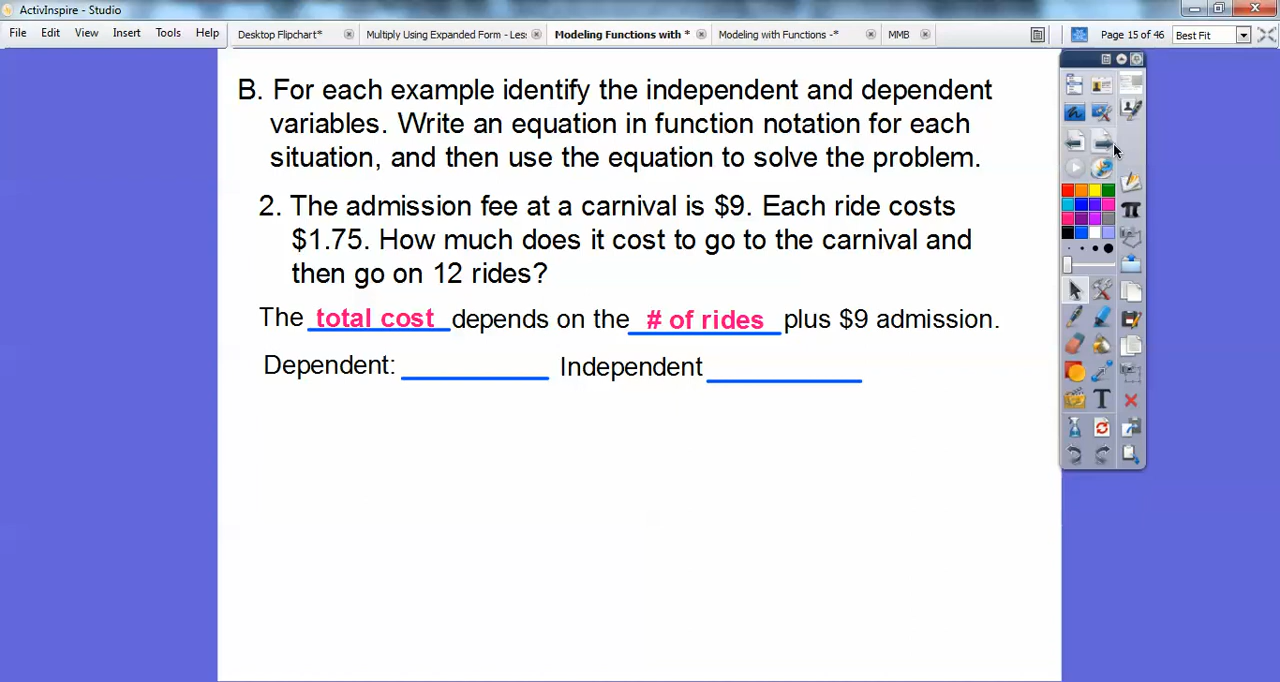 ActivInspire - Studio
File Edit View Insert Tools Help
Desktop Flipchart* Multiply Using Expanded Form - Les Modeling Functions with * Modeling with Functions -* MMB
Page 15 of 46 Best Fit
B. For each example identify the independent and dependent
variables. Write an equation in function notation for each
situation, and then use the equation to solve the problem.
2. The admission fee at a carnival is $9. Each ride costs
$1.75. How much does it cost to go to the carnival and
then go on 12 rides?
The total cost depends on the # of rides plus $9 admission.
Dependent: Independent